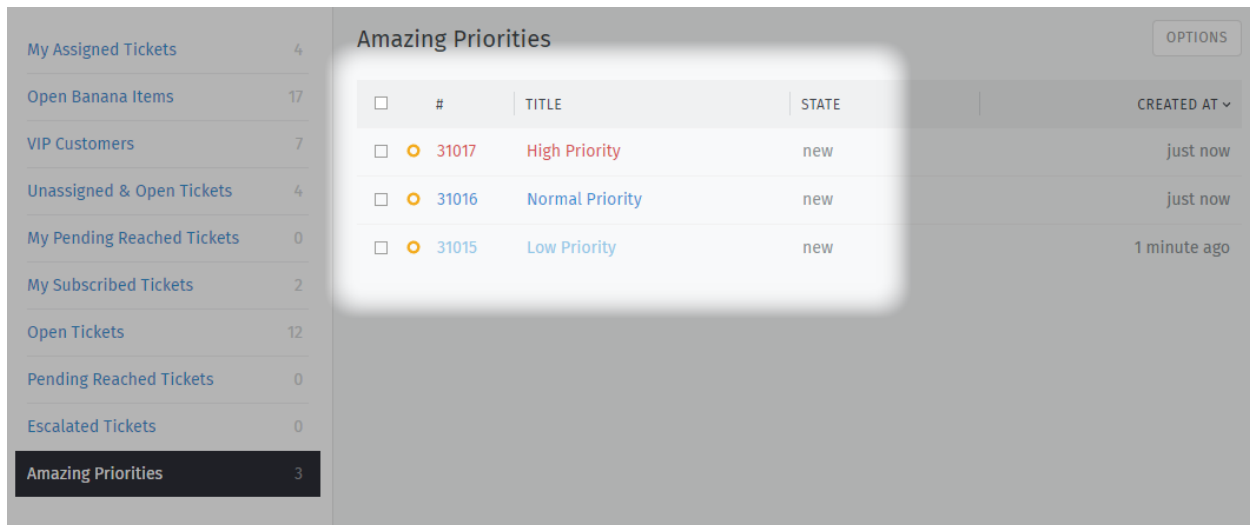 My Assigned Tickets 4
Open Banana Items 17
VIP Customers 7
Unassigned & Open Tickets 4
My Pending Reached Tickets 0
My Subscribed Tickets 2
Open Tickets 12
Pending Reached Tickets 0
Escalated Tickets 0
Amazing Priorities 3
Amazing Priorities OPTIONS
# TITLE STATE CREATED AT
31017 High Priority new just now
31016 Normal Priority new just now
31015 Low Priority new 1 minute ago